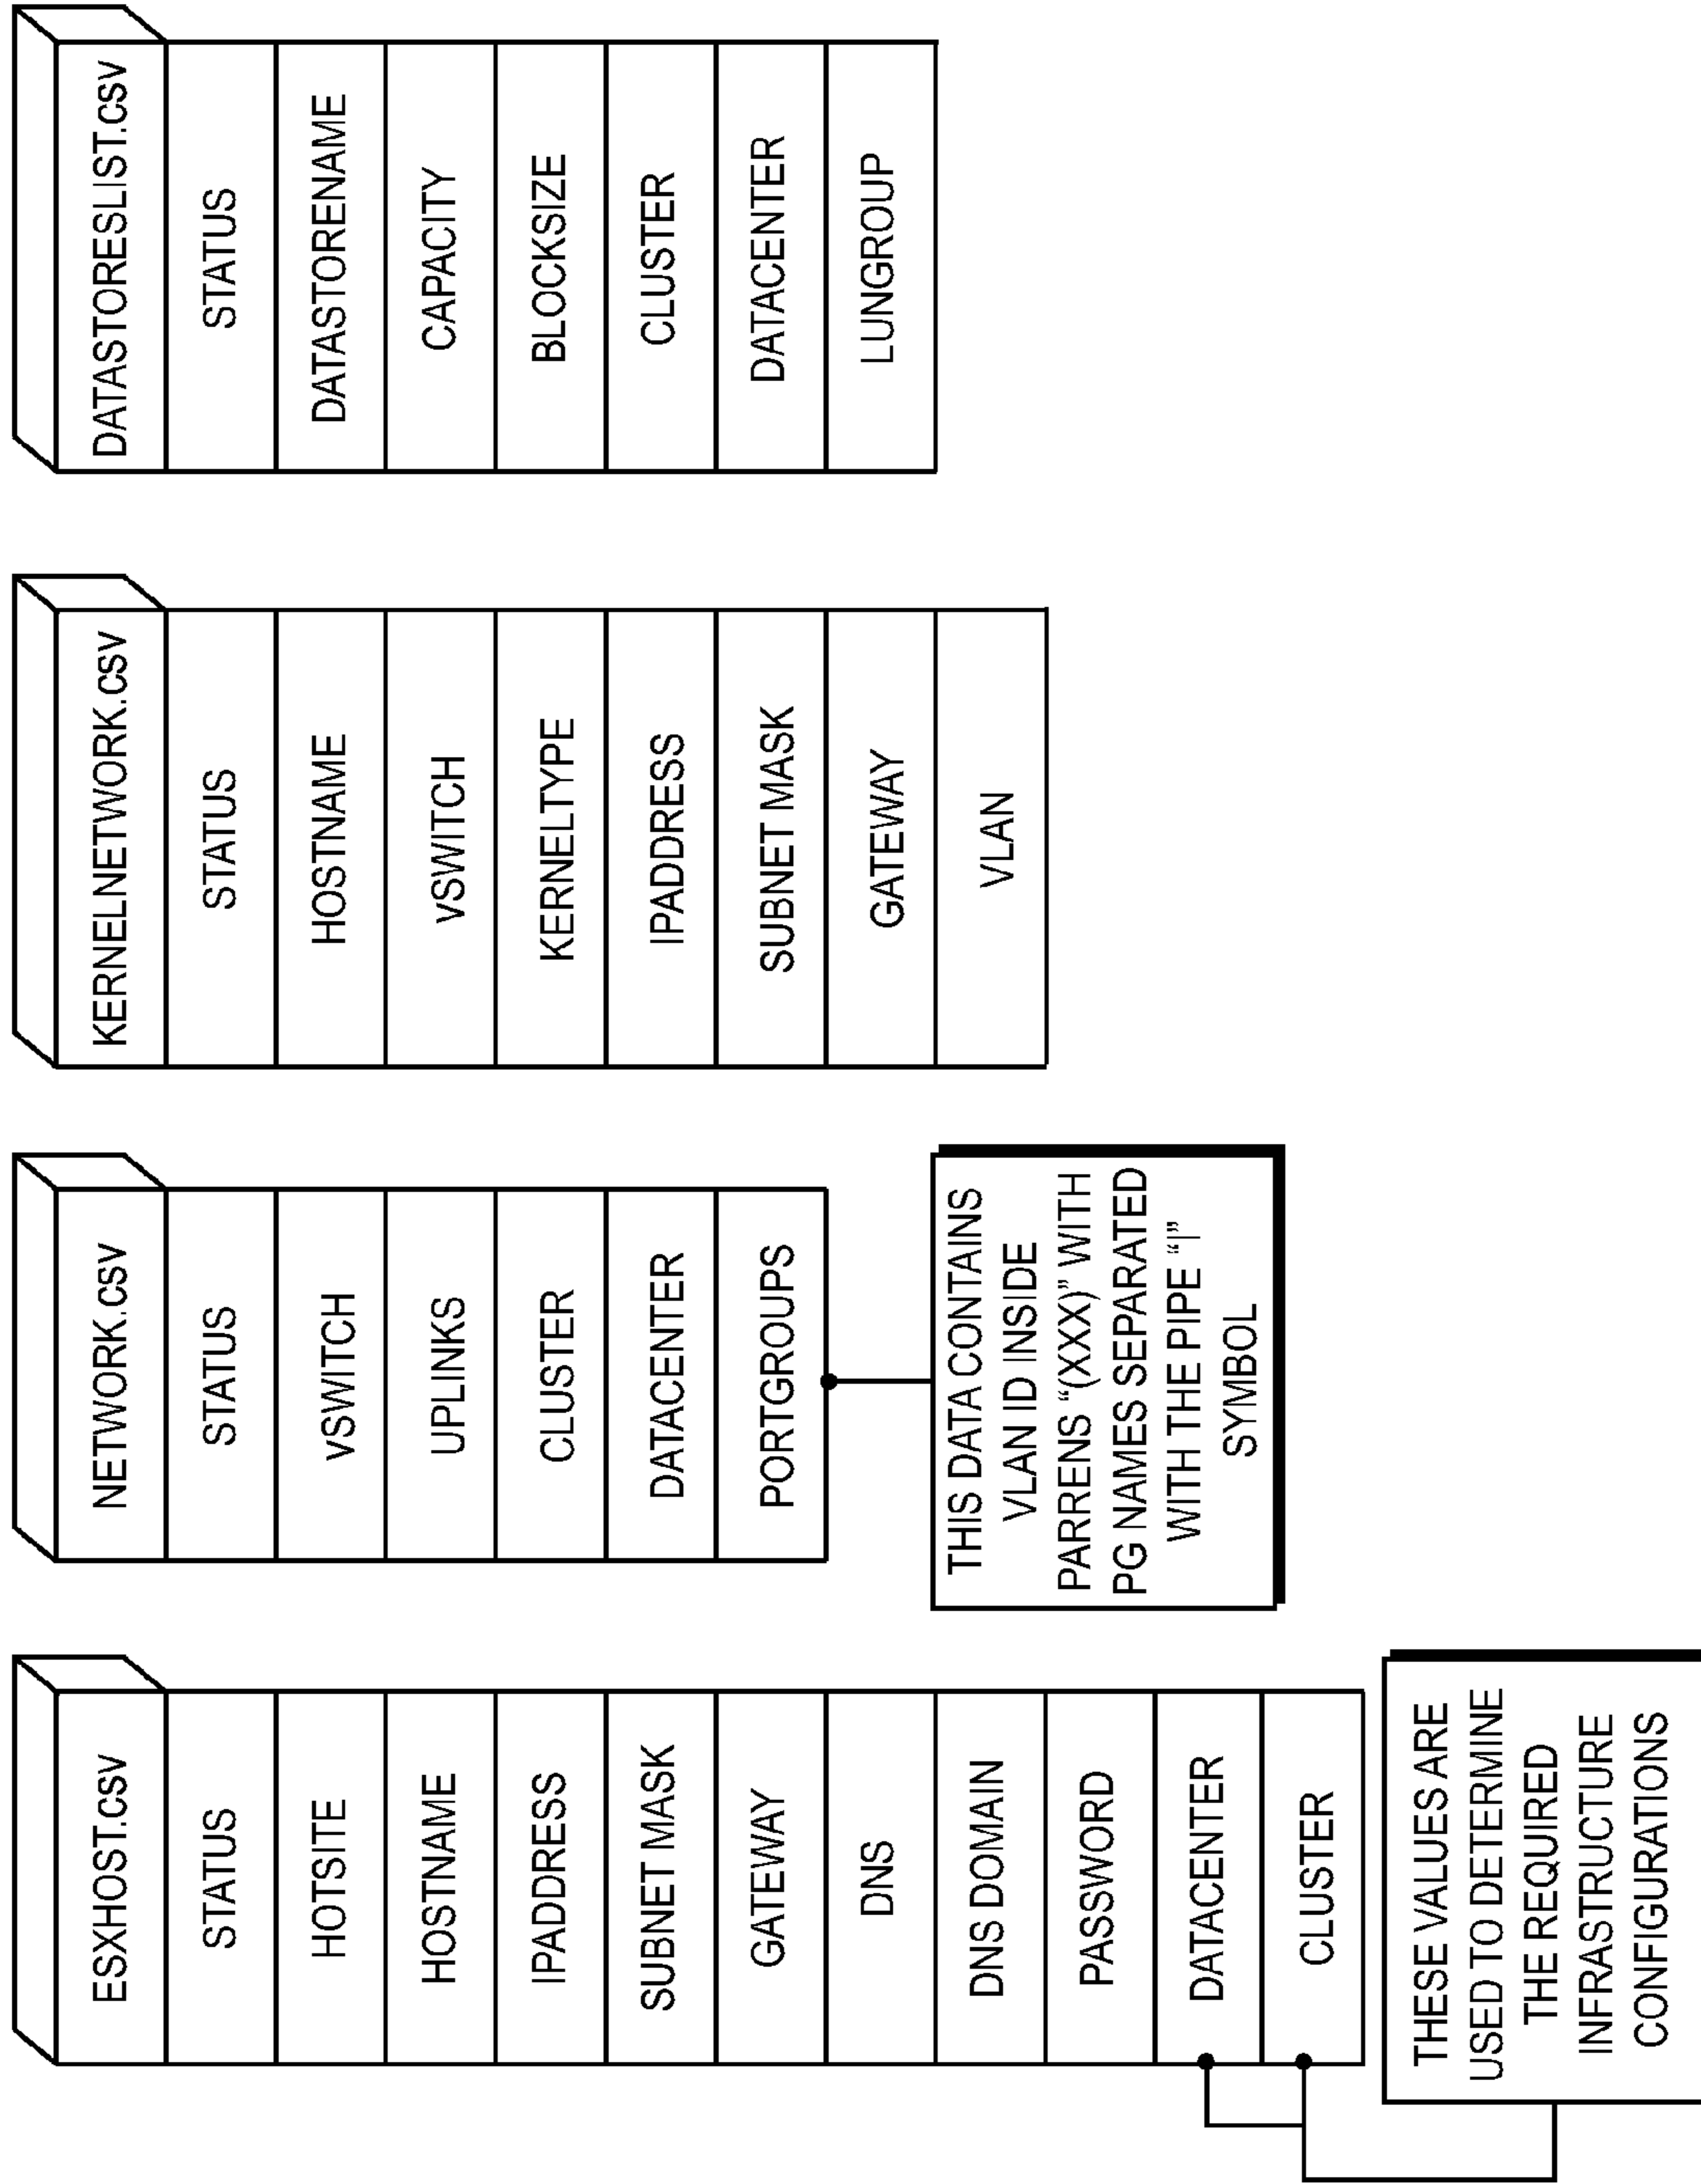 ESXHOST.csv
STATUS
HOTSITE
HOSTNAME
IPADDRESS
SUBNET MASK
GATEWAY
DNS
DNS DOMAIN
PASSWORD
DATACENTER
CLUSTER
THESE VALUES ARE
USED TO DETERMINE
THE REQUIRED
INFRASTRUCTURE
CONFIGURATIONS
NETWORK.csv
STATUS
vSWITCH
UPLINKS
CLUSTER
DATACENTER
PORTGROUPS
THIS DATA CONTAINS
VLAN ID INSIDE
PARRENS “(XXX)” WITH
PG NAMES SEPARATED
WITH THE PIPE “|”
SYMBOL
KERNELNETWORK.csv
STATUS
HOSTNAME
vSWITCH
KERNELTYPE
IPADDRESS
SUBNET MASK
GATEWAY
VLAN
DATASTORESLIST.csv
STATUS
DATASTORENAME
CAPACITY
BLOCKSIZE
CLUSTER
DATACENTER
LUNGROUP